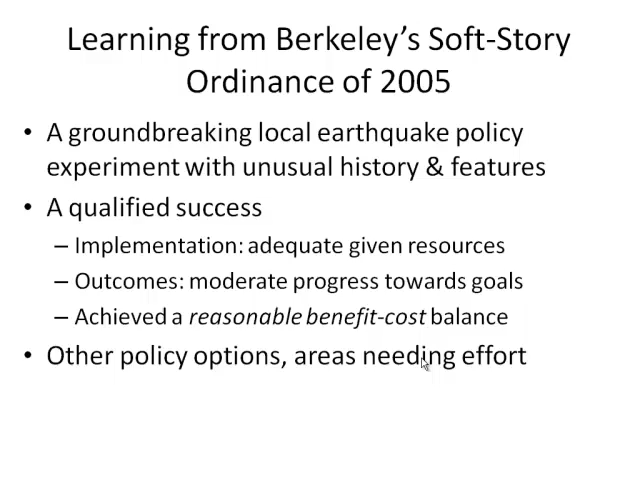 Learning from Berkeley’s Soft-Story
Ordinance of 2005
• A groundbreaking local earthquake policy
experiment with unusual history & features
• A qualified success
– Implementation: adequate given resources
– Outcomes: moderate progress towards goals
– Achieved a reasonable benefit-cost balance
• Other policy options, areas needing effort